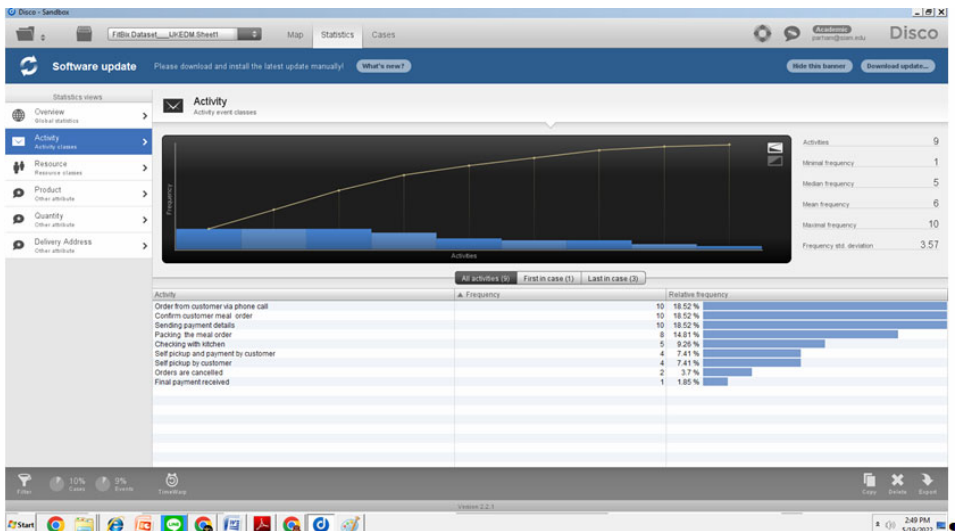 Disco - Sandbox
FitBix Dataset__UKEDM.Sheet1
Map
Statistics
Cases
Academic
Disco
Software update
Please download and install the latest update manually!
What's new?
Hide this banner
Download update...
Statistics views
Overview
Global statistics
Activity
Activity classes
Resource
Resource classes
Product
Other attribute
Quantity
Other attribute
Delivery Address
Other attribute
Activity
Activity event classes
Frequency
Activities
Activities 9
Minimal frequency 1
Median frequency 5
Mean frequency 6
Maximal frequency 10
Frequency std. deviation 3.57
All activities (9) First in case (1) Last in case (3)
Activity ▲ Frequency Relative frequency
Order from customer via phone call 10 18.52 %
Confirm customer meal order 10 18.52 %
Sending payment details 10 18.52 %
Packing the meal order 8 14.81 %
Checking with kitchen 5 9.26 %
Self pickup and payment by customer 4 7.41 %
Self pickup by customer 4 7.41 %
Orders are cancelled 2 3.7 %
Final payment received 1 1.85 %
Filter
10% Cases
9% Events
TimeWarp
Copy
Delete
Export
Version 2.2.1
Start
2:49 PM
5/19/2022